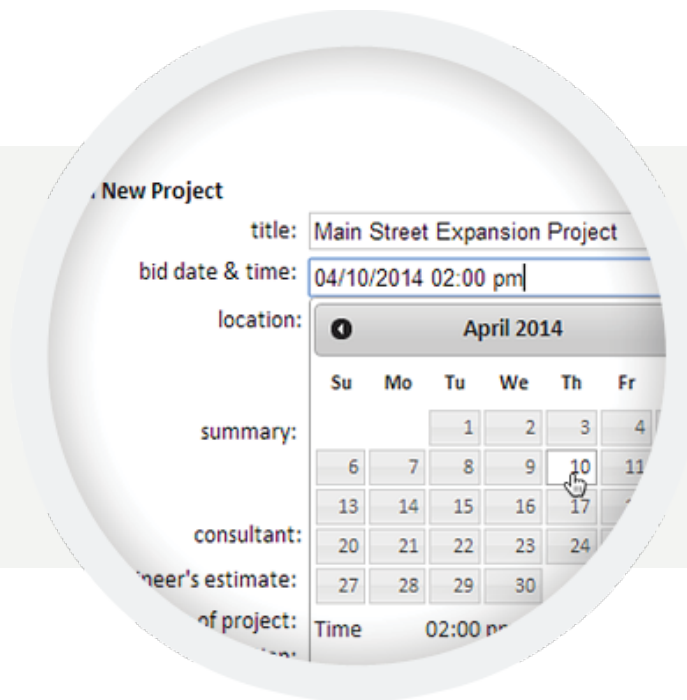 New Project
title: Main Street Expansion Project
bid date & time: 04/10/2014 02:00 pm
location:
April 2014
Su Mo Tu We Th Fr
summary: 1 2 3 4
6 7 8 9 10 11
13 14 15 16 17
consultant:
20 21 22 23 24
estimate: 27 28 29 30
of project: Time 02:00